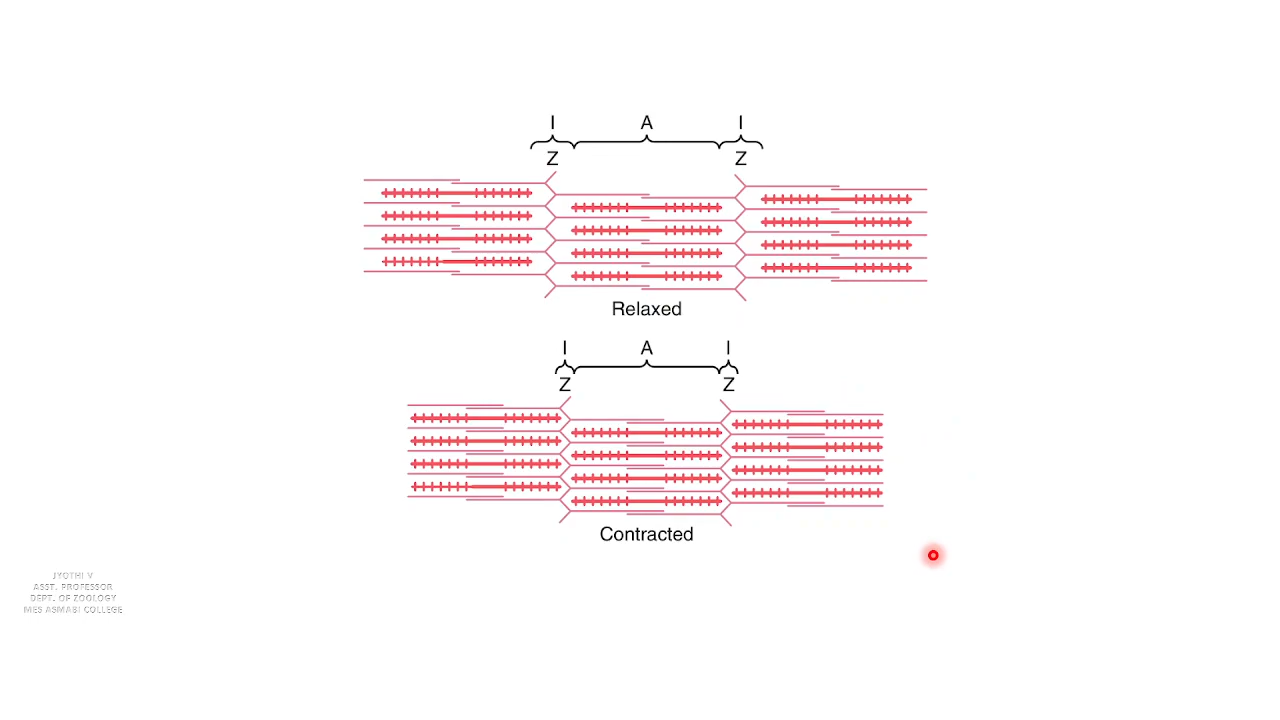 I A I
Z Z
Relaxed
I A I
Z Z
Contracted
JYOTHI V
ASST. PROFESSOR
DEPT. OF ZOOLOGY
MES ASMABI COLLEGE